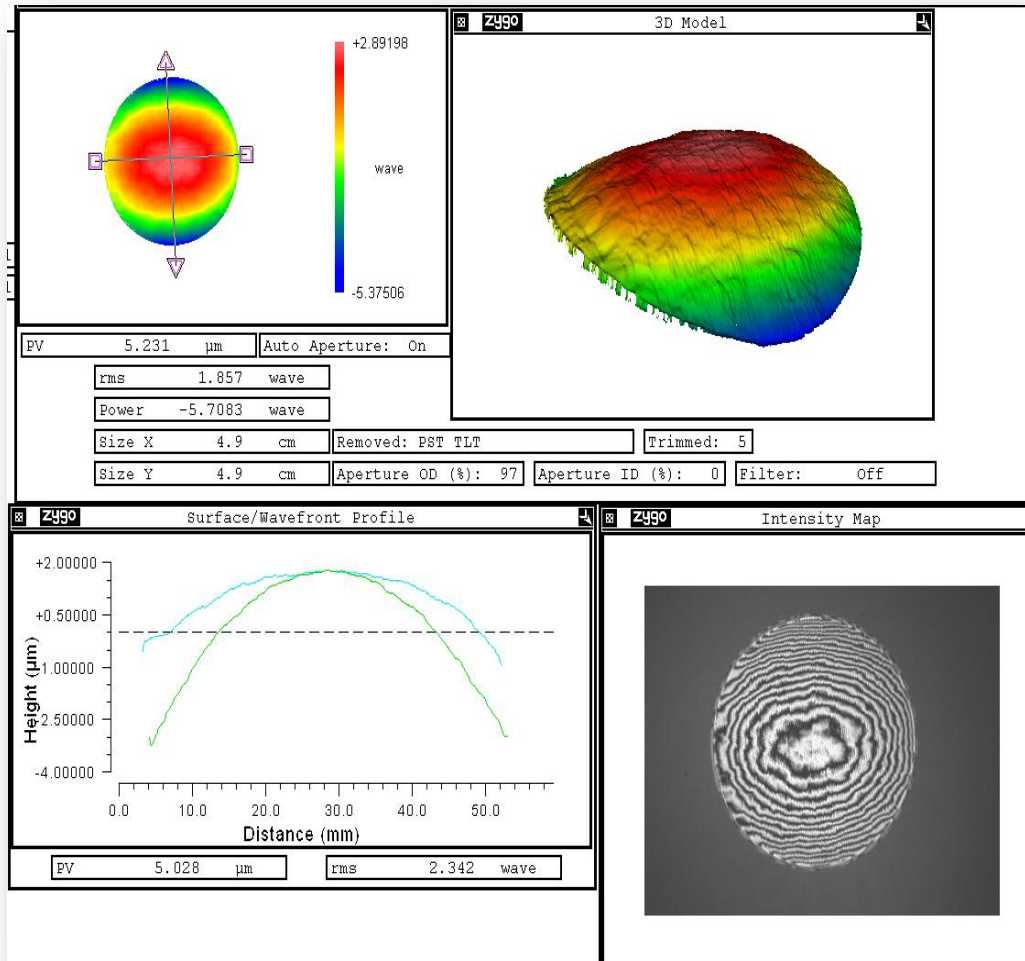 +2.89198
wave
-5.37506
zygo 3D Model
PV 5.231 µm Auto Aperture: On
rms 1.857 wave
Power -5.7083 wave
Size X 4.9 cm Removed: PST TLT Trimmed: 5
Size Y 4.9 cm Aperture OD (%): 97 Aperture ID (%): 0 Filter: Off
zygo Surface/Wavefront Profile
+2.00000
+0.50000
-1.00000
-2.50000
-4.00000
Height (µm)
0.0 10.0 20.0 30.0 40.0 50.0
Distance (mm)
PV 5.028 µm rms 2.342 wave
zygo Intensity Map